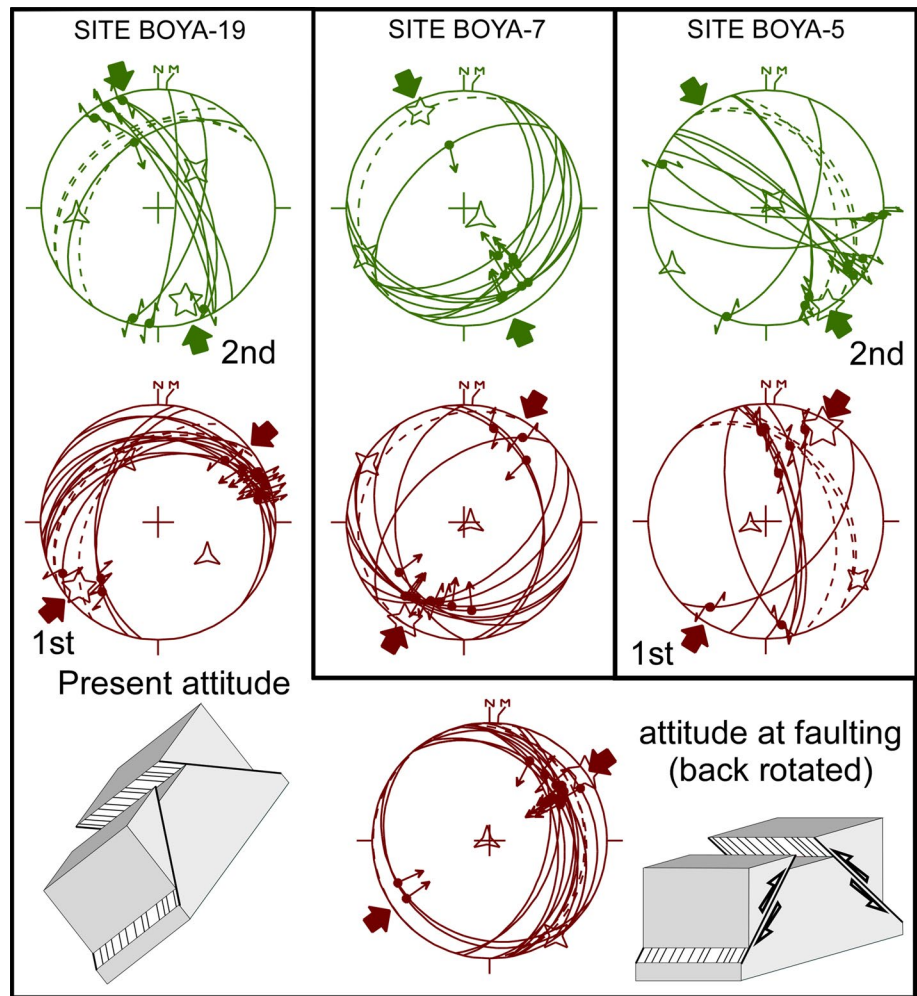 SITE BOYA-19
SITE BOYA-7
SITE BOYA-5
N M
N M
N M
2nd
2nd
N M
N M
N M
1st
1st
Present attitude
N M
attitude at faulting
(back rotated)